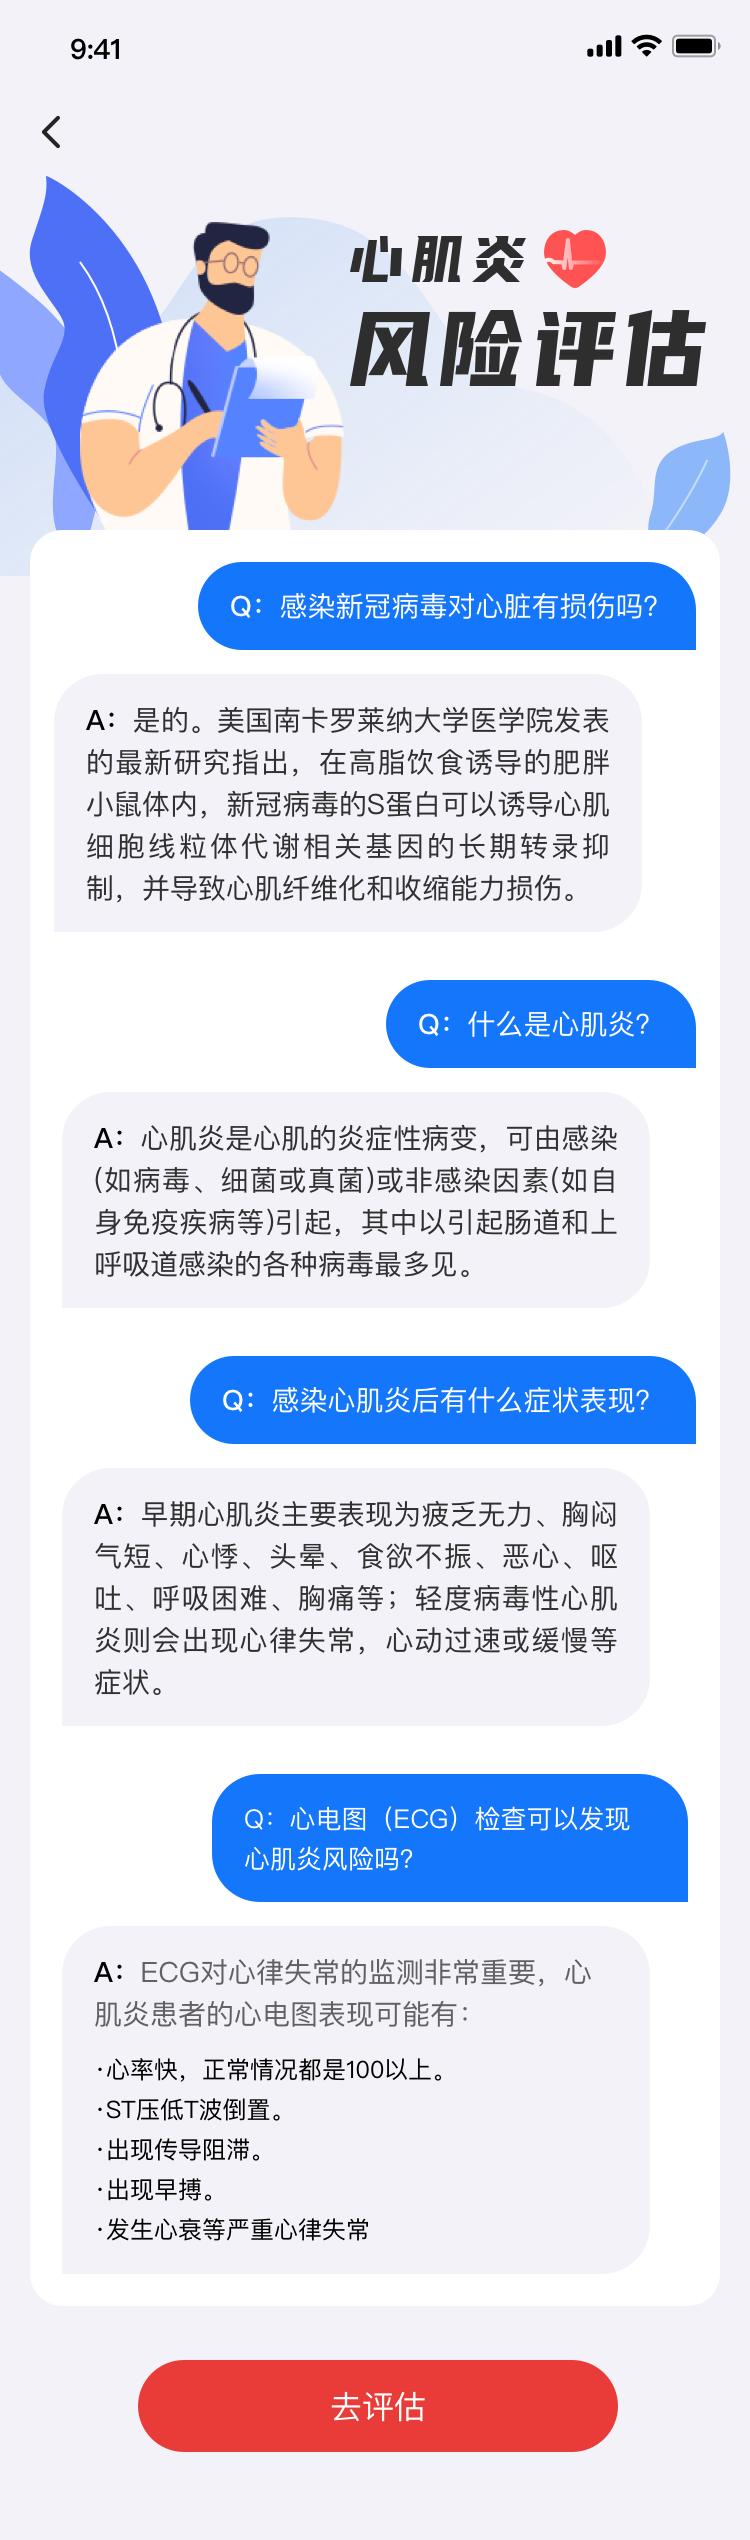 9:41
心肌炎
风险评估
Q：感染新冠病毒对心脏有损伤吗？
A：是的。美国南卡罗莱纳大学医学院发表
的最新研究指出，在高脂饮食诱导的肥胖
小鼠体内，新冠病毒的S蛋白可以诱导心肌
细胞线粒体代谢相关基因的长期转录抑
制，并导致心肌纤维化和收缩能力损伤。
Q：什么是心肌炎？
A：心肌炎是心肌的炎症性病变，可由感染
(如病毒、细菌或真菌)或非感染因素(如自
身免疫疾病等)引起，其中以引起肠道和上
呼吸道感染的各种病毒最多见。
Q：感染心肌炎后有什么症状表现？
A：早期心肌炎主要表现为疲乏无力、胸闷
气短、心悸、头晕、食欲不振、恶心、呕
吐、呼吸困难、胸痛等；轻度病毒性心肌
炎则会出现心律失常，心动过速或缓慢等
症状。
Q：心电图（ECG）检查可以发现
心肌炎风险吗？
A：ECG对心律失常的监测非常重要，心
肌炎患者的心电图表现可能有：
·心率快，正常情况都是100以上。
·ST压低T波倒置。
·出现传导阻滞。
·出现早搏。
·发生心衰等严重心律失常
去评估